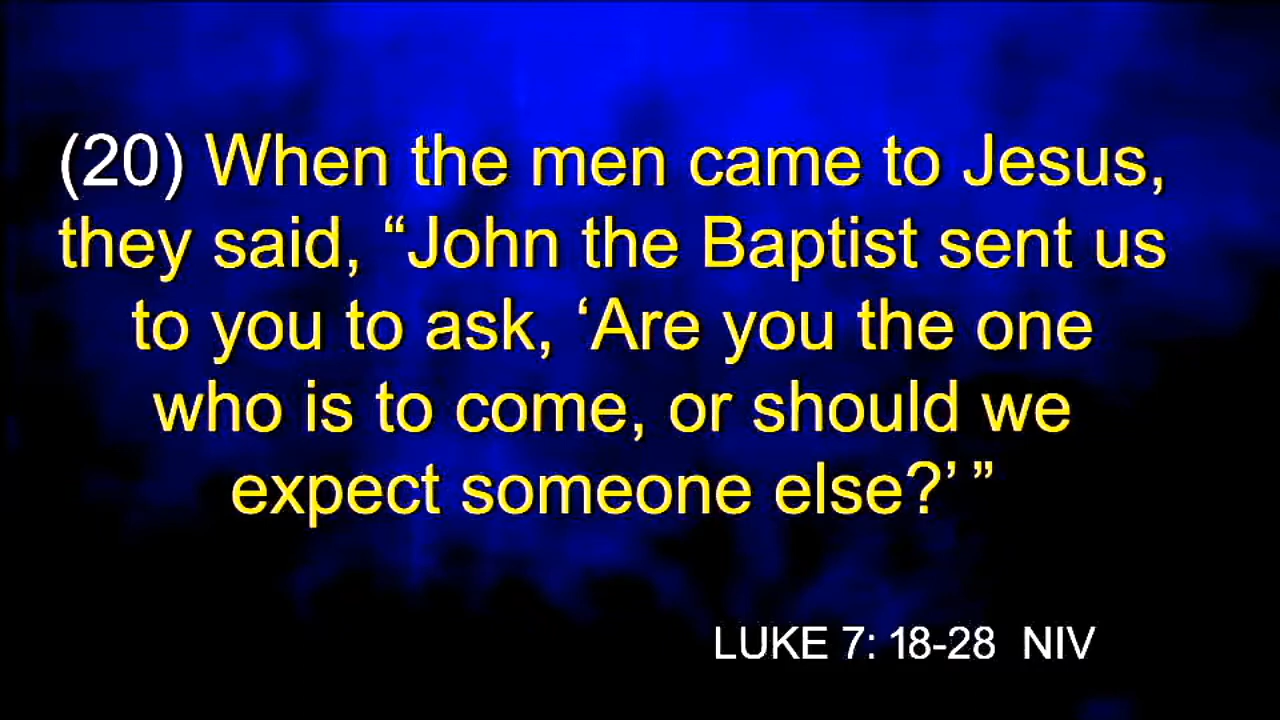 (20) When the men came to Jesus,
they said, “John the Baptist sent us
to you to ask, ‘Are you the one
who is to come, or should we
expect someone else?’ ”
LUKE 7: 18-28 NIV